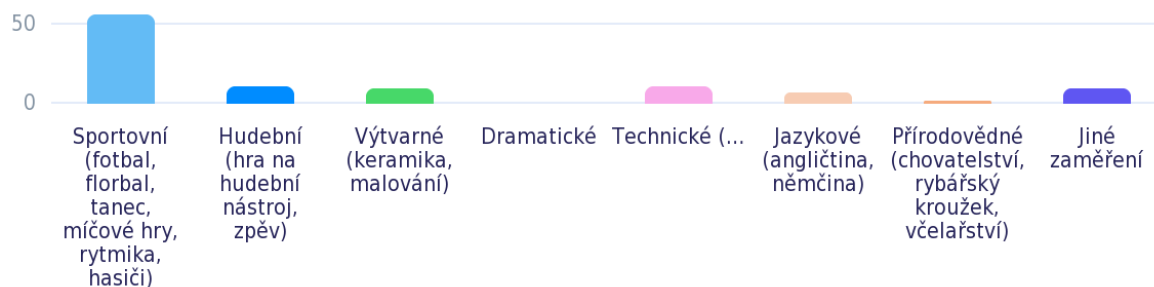 50
0
Sportovní
(fotbal,
florbal,
tanec,
míčové hry,
rytmika,
hasiči)
Hudební
(hra na
hudební
nástroj,
zpěv)
Výtvarné
(keramika,
malování)
Dramatické
Technické (...
Jazykové
(angličtina,
němčina)
Přírodovědné
(chovatelství,
rybářský
kroužek,
včelařství)
Jiné
zaměření